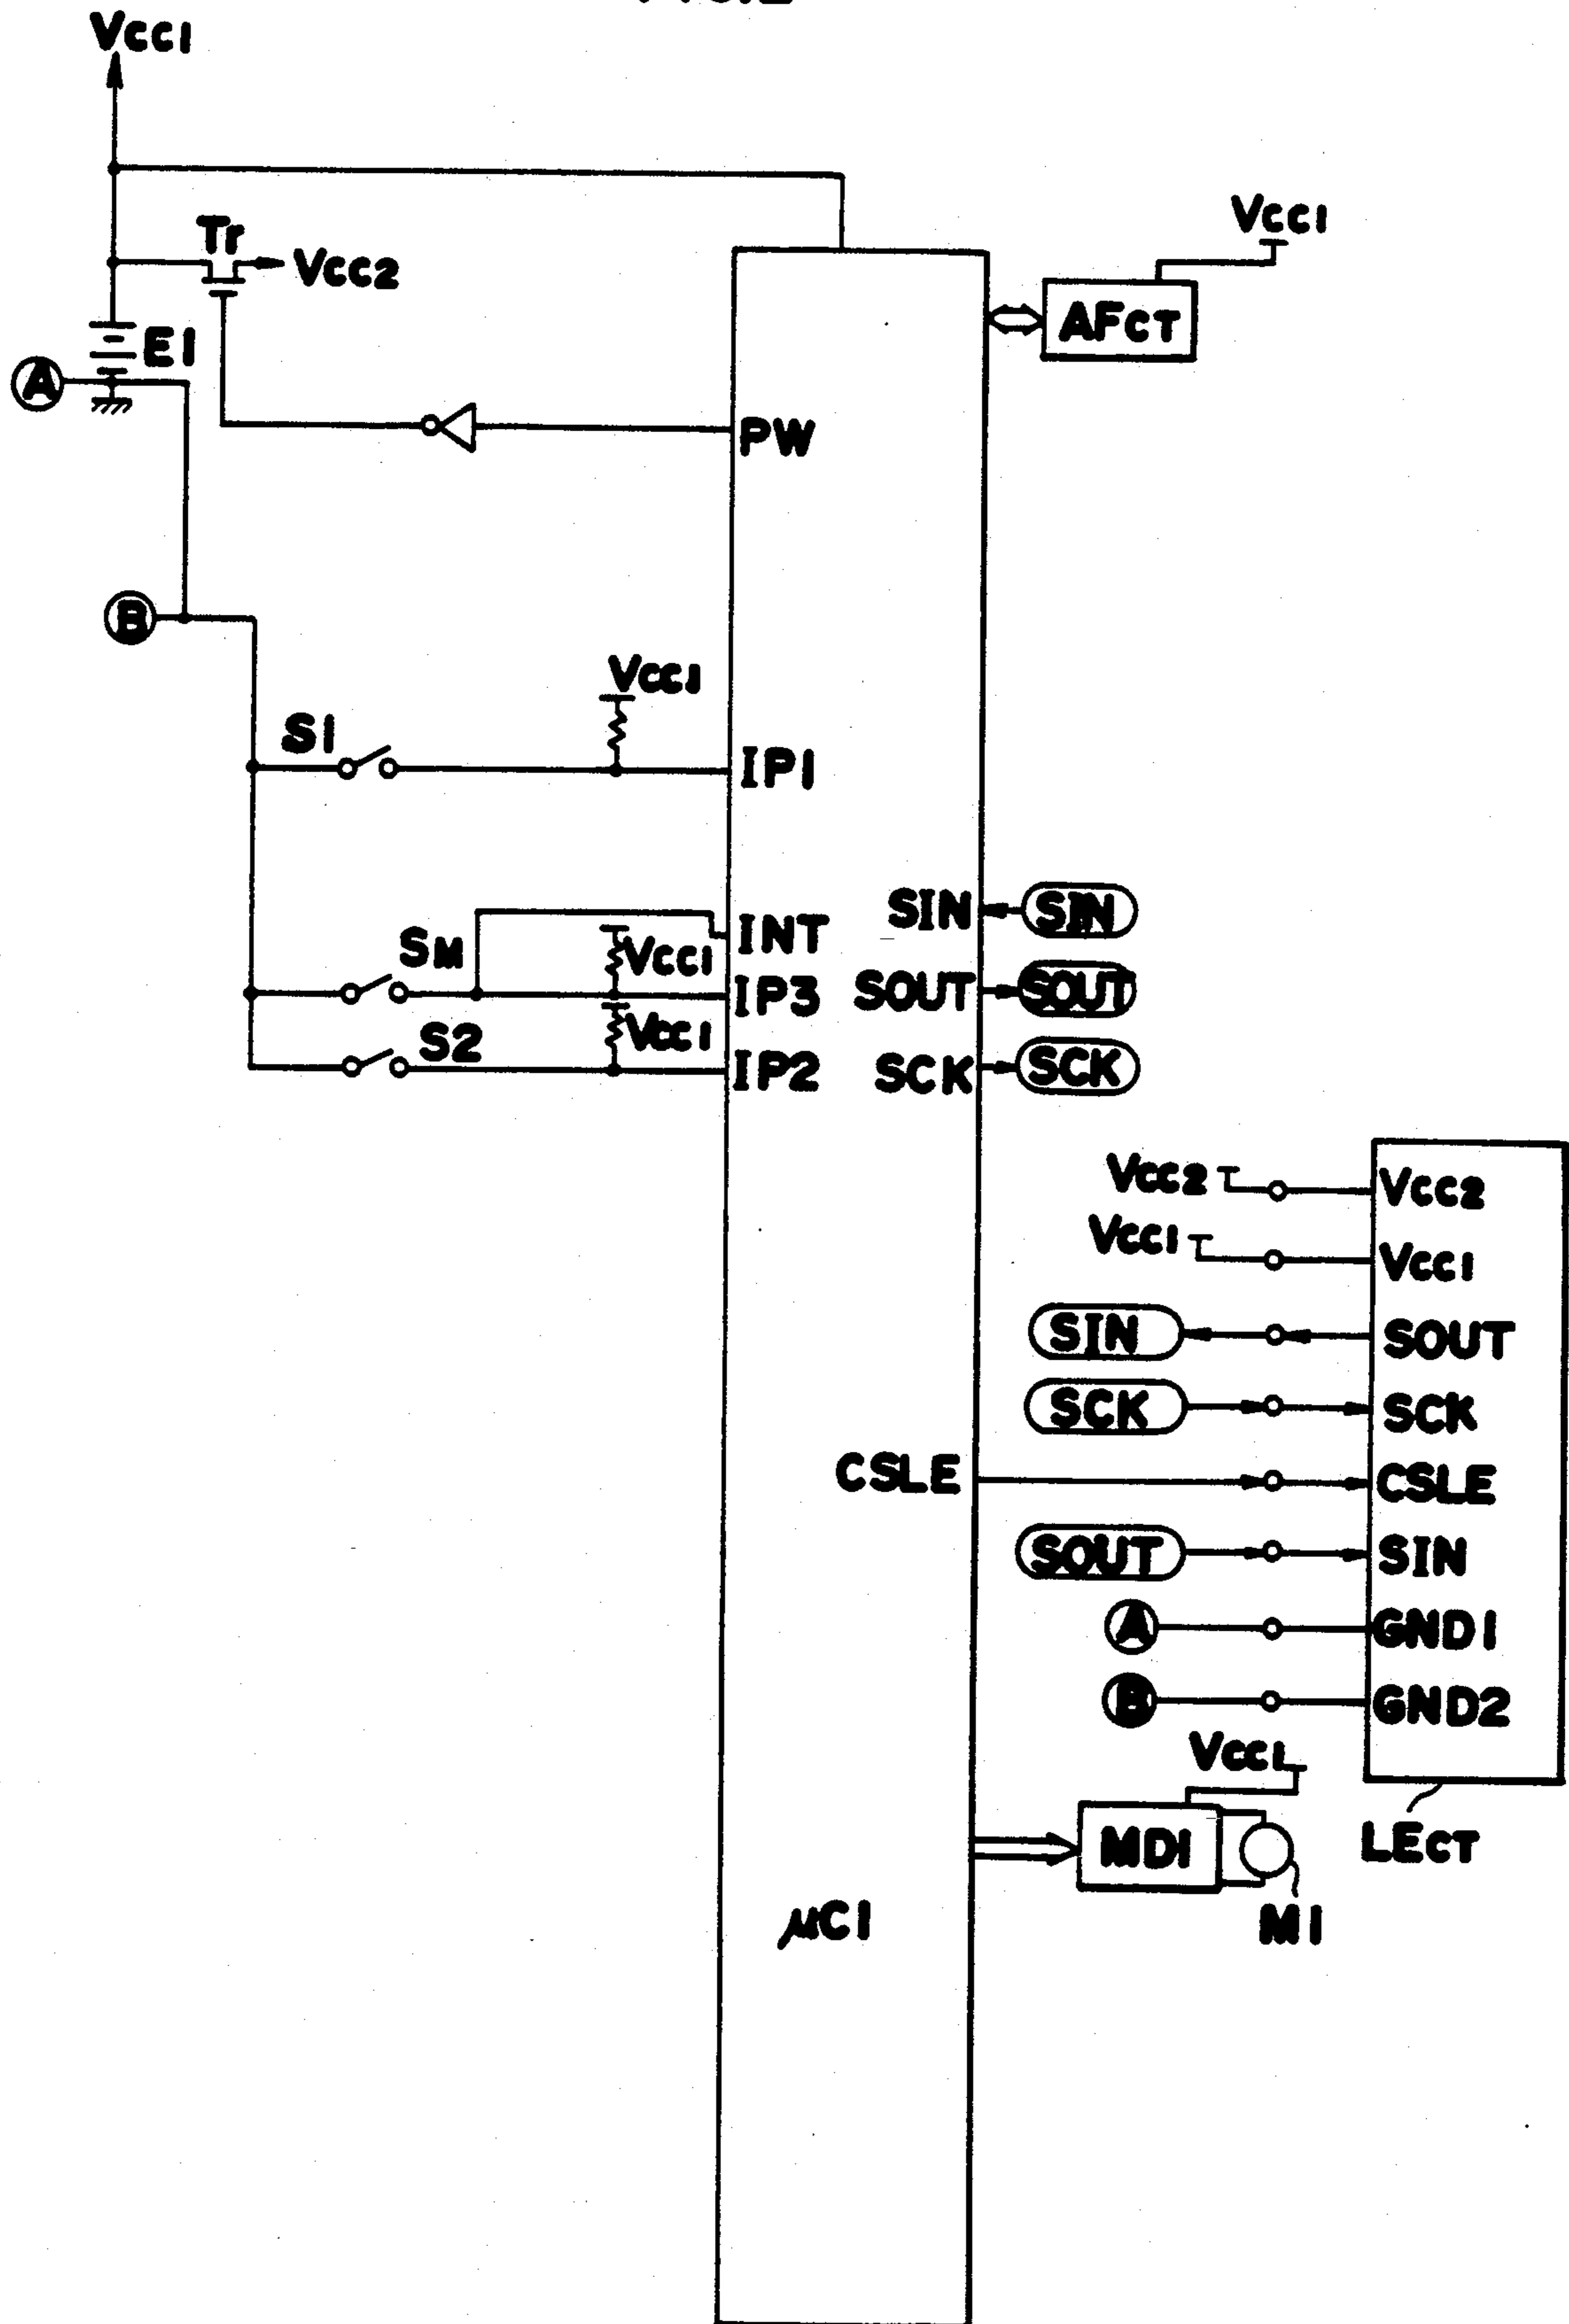 Vcc1
Tr
Vcc2
E1
A
PW
Vcc1
AFCT
B
Vcc1
S1
IP1
SIN
SIN
SM
INT
Vcc1
IP3
SOUT
SOUT
S2
Vcc1
IP2
SCK
SCK
Vcc2
Vcc2
Vcc1
Vcc1
SIN
SOUT
SCK
SCK
CSLE
CSLE
SOUT
SIN
A
GND1
B
GND2
Vcc1
MD1
LECT
M1
μC1